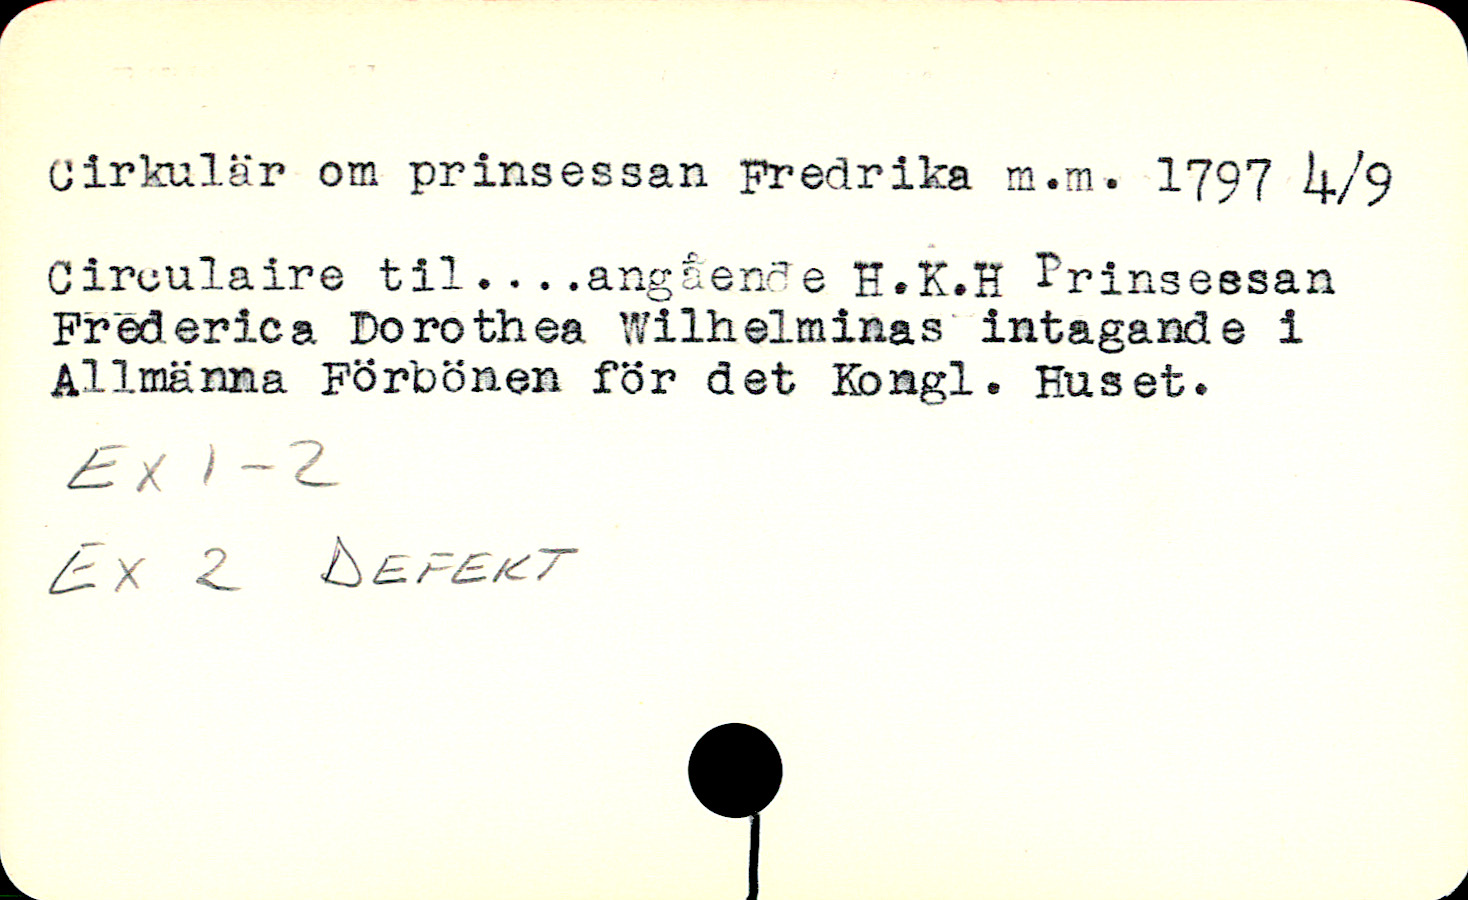 Cirkulär om prinsessan Fredrika m.m. 1797 4/9
Circulaire til....angående H.K.H Prinsessan
Frederica Dorothea Wilhelminas intagande i
Allmänna Förbönen för det Kongl. Huset.
Ex 1-2
Ex 2 DEFEKT